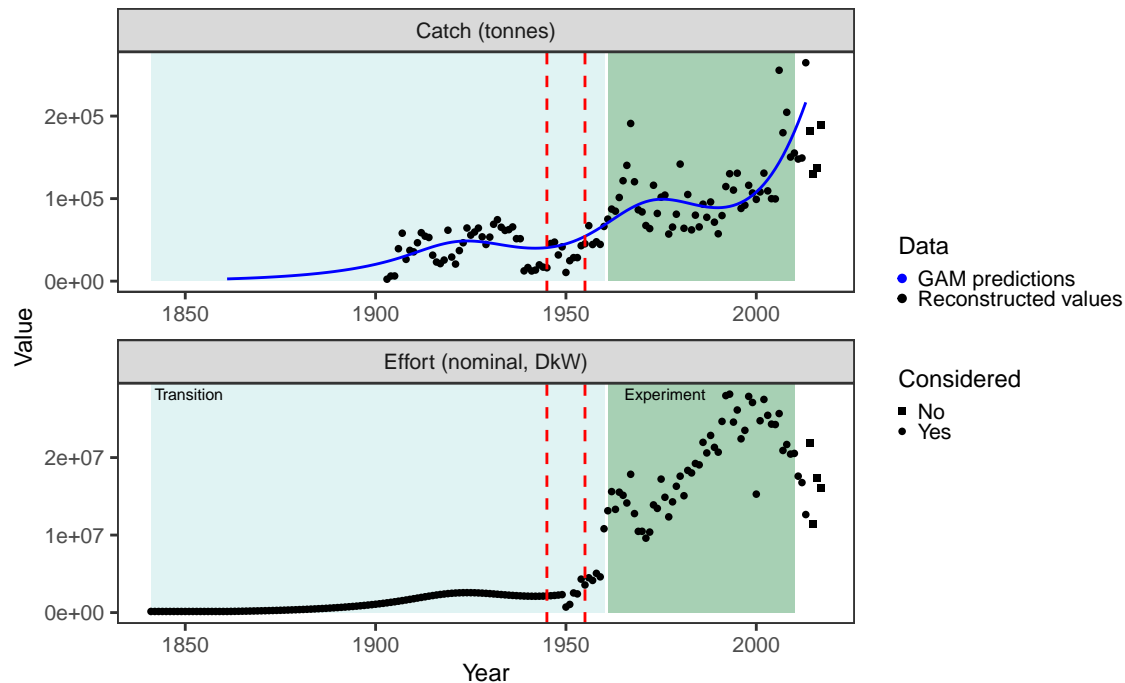 Catch (tonnes)
2e+05
1e+05
0e+00
1850 1900 1950 2000
Value
Effort (nominal, DkW)
Transition Experiment
2e+07
1e+07
0e+00
1850 1900 1950 2000
Year
Data
GAM predictions
Reconstructed values
Considered
No
Yes